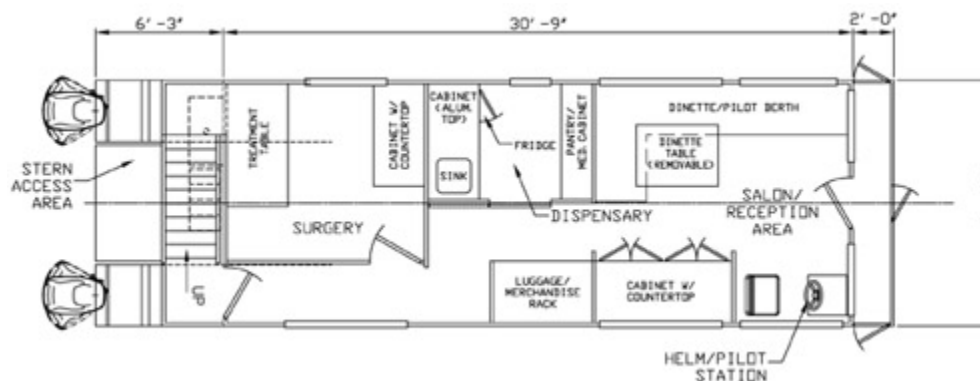 6' -3"
30'-9"
2' -0"
TREATMENT
TABLE
CABINET W/
COUNTERTOP
CABINET
(ALUM.
TOP)
SINK
FRIDGE
PANTRY/
MED. CABINET
DINETTE/PILOT BERTH
DINETTE
TABLE
(REMOVABLE)
STERN
ACCESS
AREA
SURGERY
DISPENSARY
SALON/
RECEPTION
AREA
UP
LUGGAGE/
MERCHANDISE
RACK
CABINET W/
COUNTERTOP
HELM/PILOT
STATION